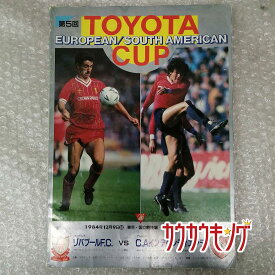 第5回
TOYOTA
EUROPEAN/SOUTH AMERICAN
CUP
1984年12月9日
リバプールF.C. VS C.A.インデペンディエンテ
カウカウキング